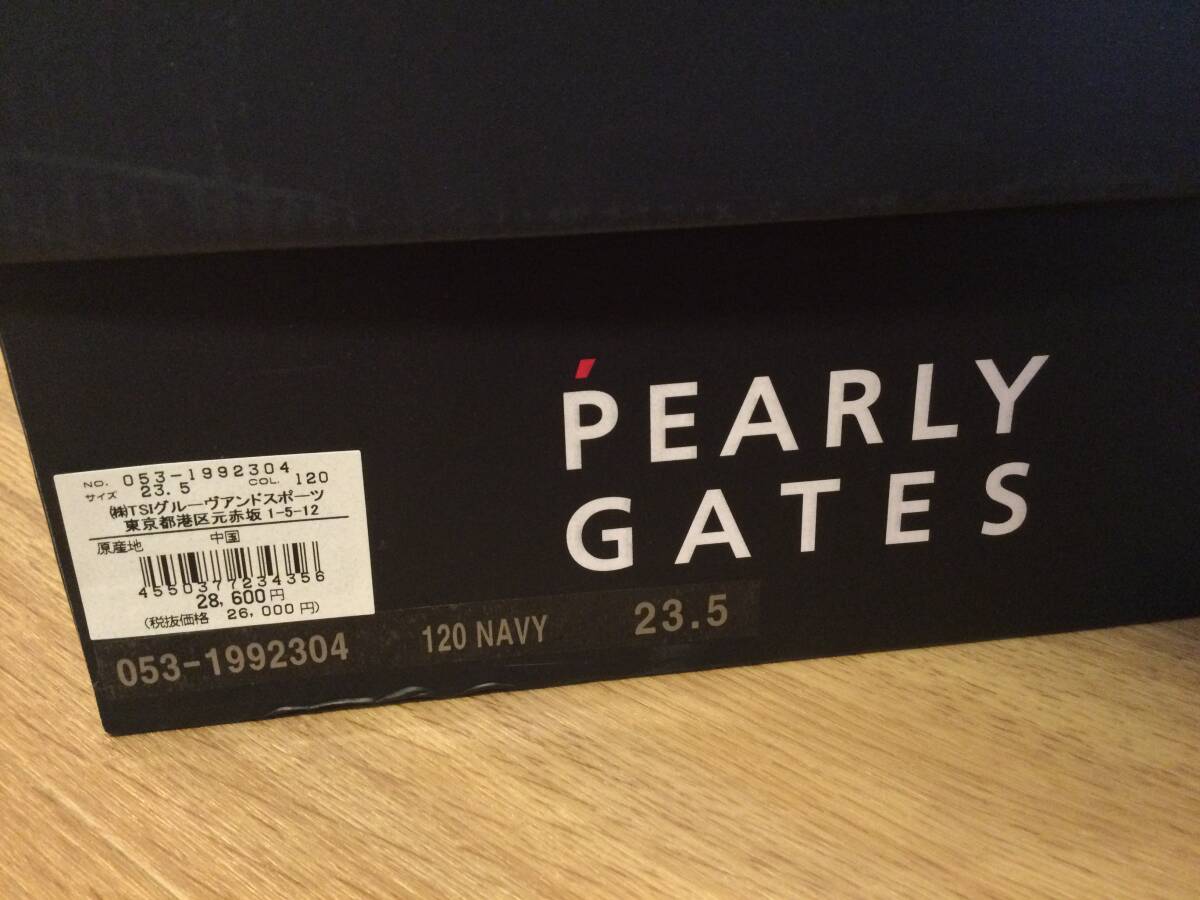 PEARLY
GATES
NO. 053-1992304
サイズ 23.5 COL. 120
㈱TSIグルーヴアンドスポーツ
東京都港区元赤坂1-5-12
原産地 中国
4550377234356
28,600円
(税抜価格 26,000円)
053-1992304 120 NAVY 23.5